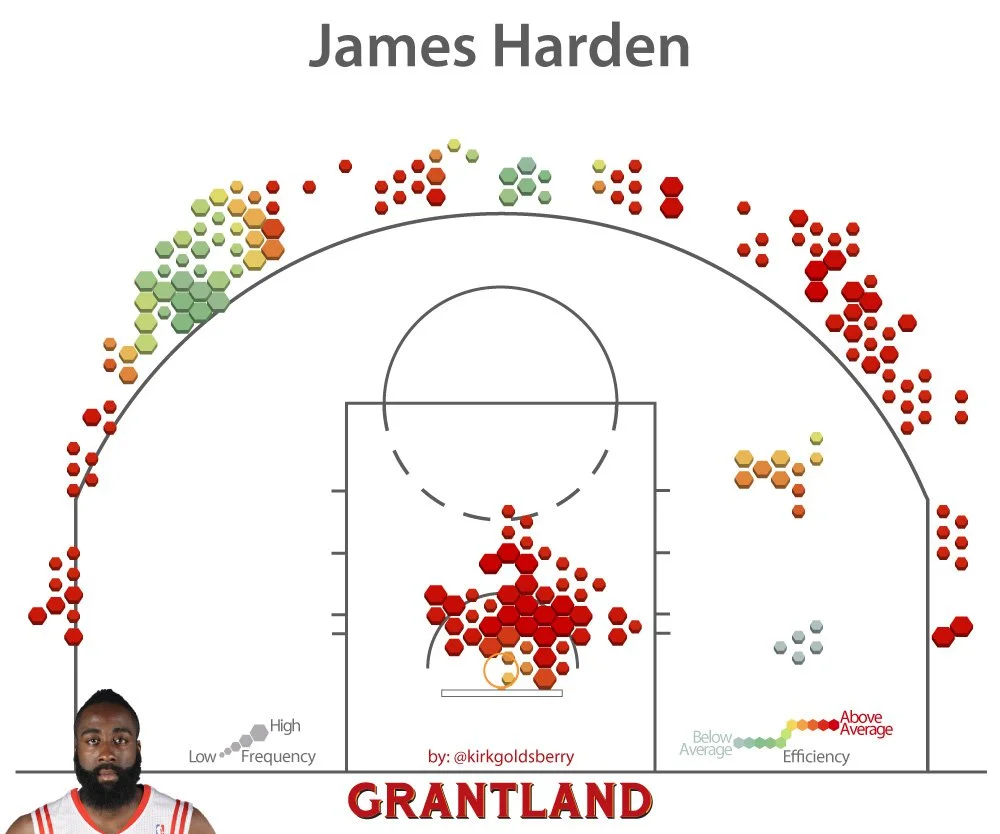 James Harden
High
Low
Frequency
by: @kirkgoldsberry
Above
Average
Below
Average
Efficiency
GRANTLAND